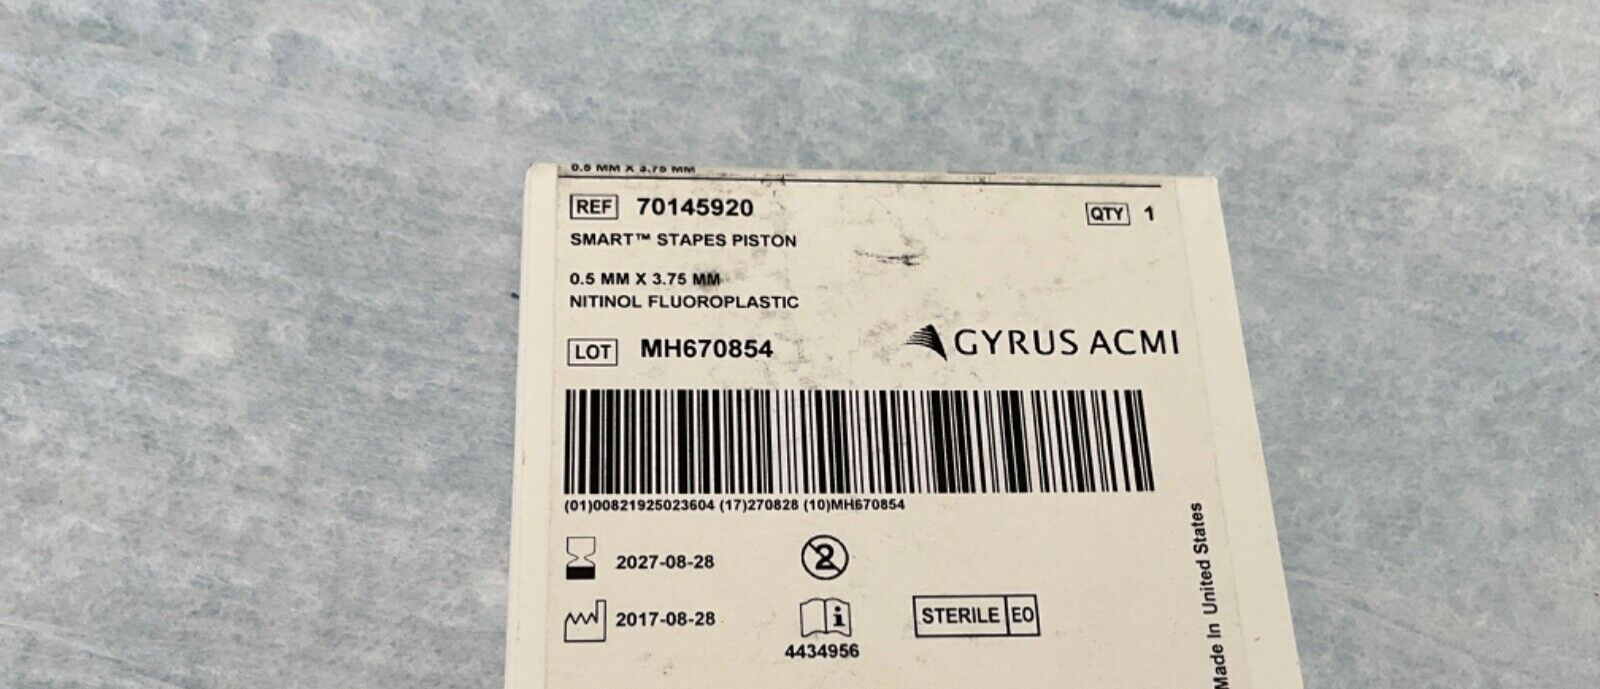 0.5 MM X 3.75 MM
REF 70145920
QTY 1
SMART™ STAPES PISTON
0.5 MM X 3.75 MM
NITINOL FLUOROPLASTIC
LOT MH670854
GYRUS ACMI
(01)00821925023604 (17)270828 (10)MH670854
2027-08-28
2
2017-08-28
i
4434956
STERILE EO
Made In United States